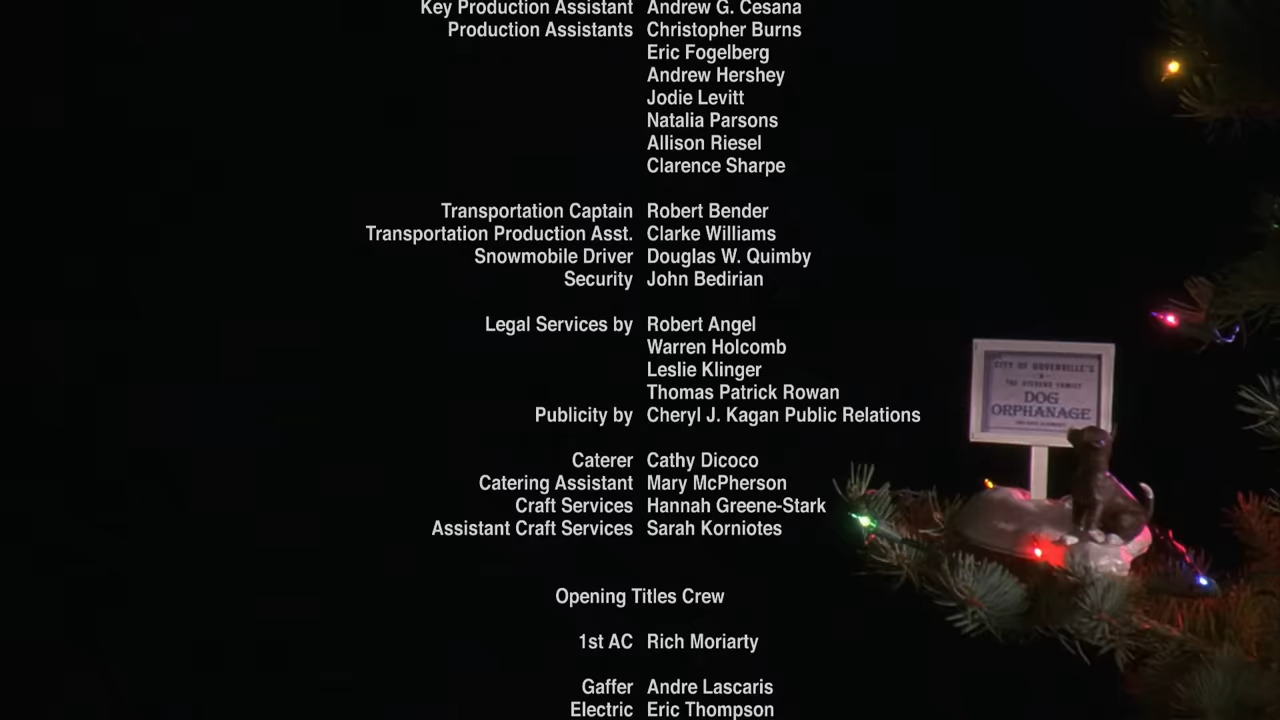 Key Production Assistant Andrew G. Cesana
Production Assistants Christopher Burns
Eric Fogelberg
Andrew Hershey
Jodie Levitt
Natalia Parsons
Allison Riesel
Clarence Sharpe
Transportation Captain Robert Bender
Transportation Production Asst. Clarke Williams
Snowmobile Driver Douglas W. Quimby
Security John Bedirian
Legal Services by Robert Angel
Warren Holcomb
Leslie Klinger
Thomas Patrick Rowan
Publicity by Cheryl J. Kagan Public Relations
Caterer Cathy Dicoco
Catering Assistant Mary McPherson
Craft Services Hannah Greene-Stark
Assistant Craft Services Sarah Korniotes
Opening Titles Crew
1st AC Rich Moriarty
Gaffer Andre Lascaris
Electric Eric Thompson
CITY OF
THE FAMILY
DOG
ORPHANAGE